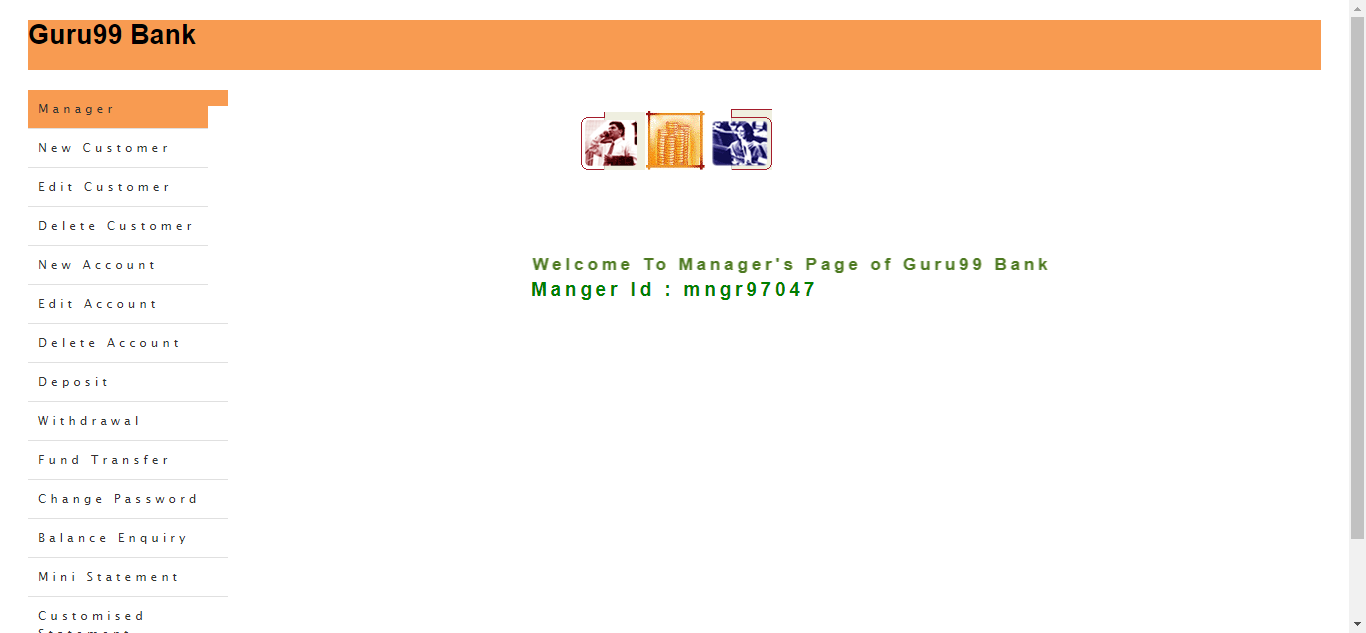 Guru99 Bank
Manager
New Customer
Edit Customer
Delete Customer
New Account
Edit Account
Delete Account
Deposit
Withdrawal
Fund Transfer
Change Password
Balance Enquiry
Mini Statement
Customised
Statement
Welcome To Manager's Page of Guru99 Bank
Manger Id : mngr97047